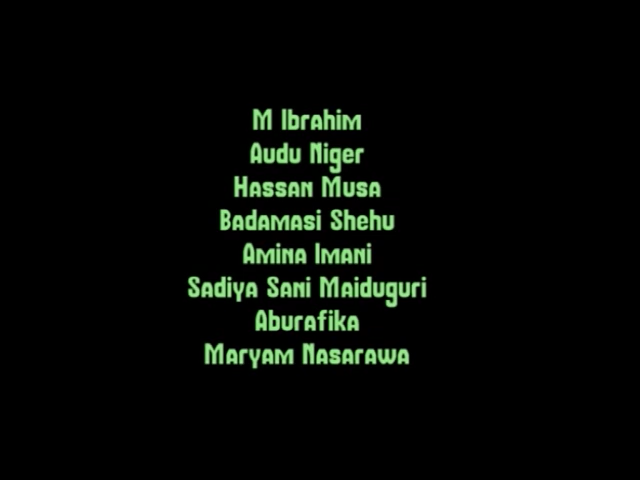 M Ibrahim
Audu Niger
Hassan Musa
Badamasi Shehu
Amina Imani
Sadiya Sani Maiduguri
Aburafika
Maryam Nasarawa